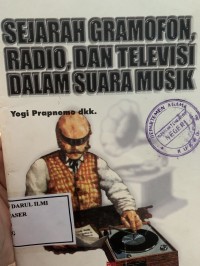 SEJARAH GRAMOFON,
RADIO, DAN TELEVISI
DALAM SUARA MUSIK
Yogi Prapnomo dkk.
DARUL ILMI
ASER